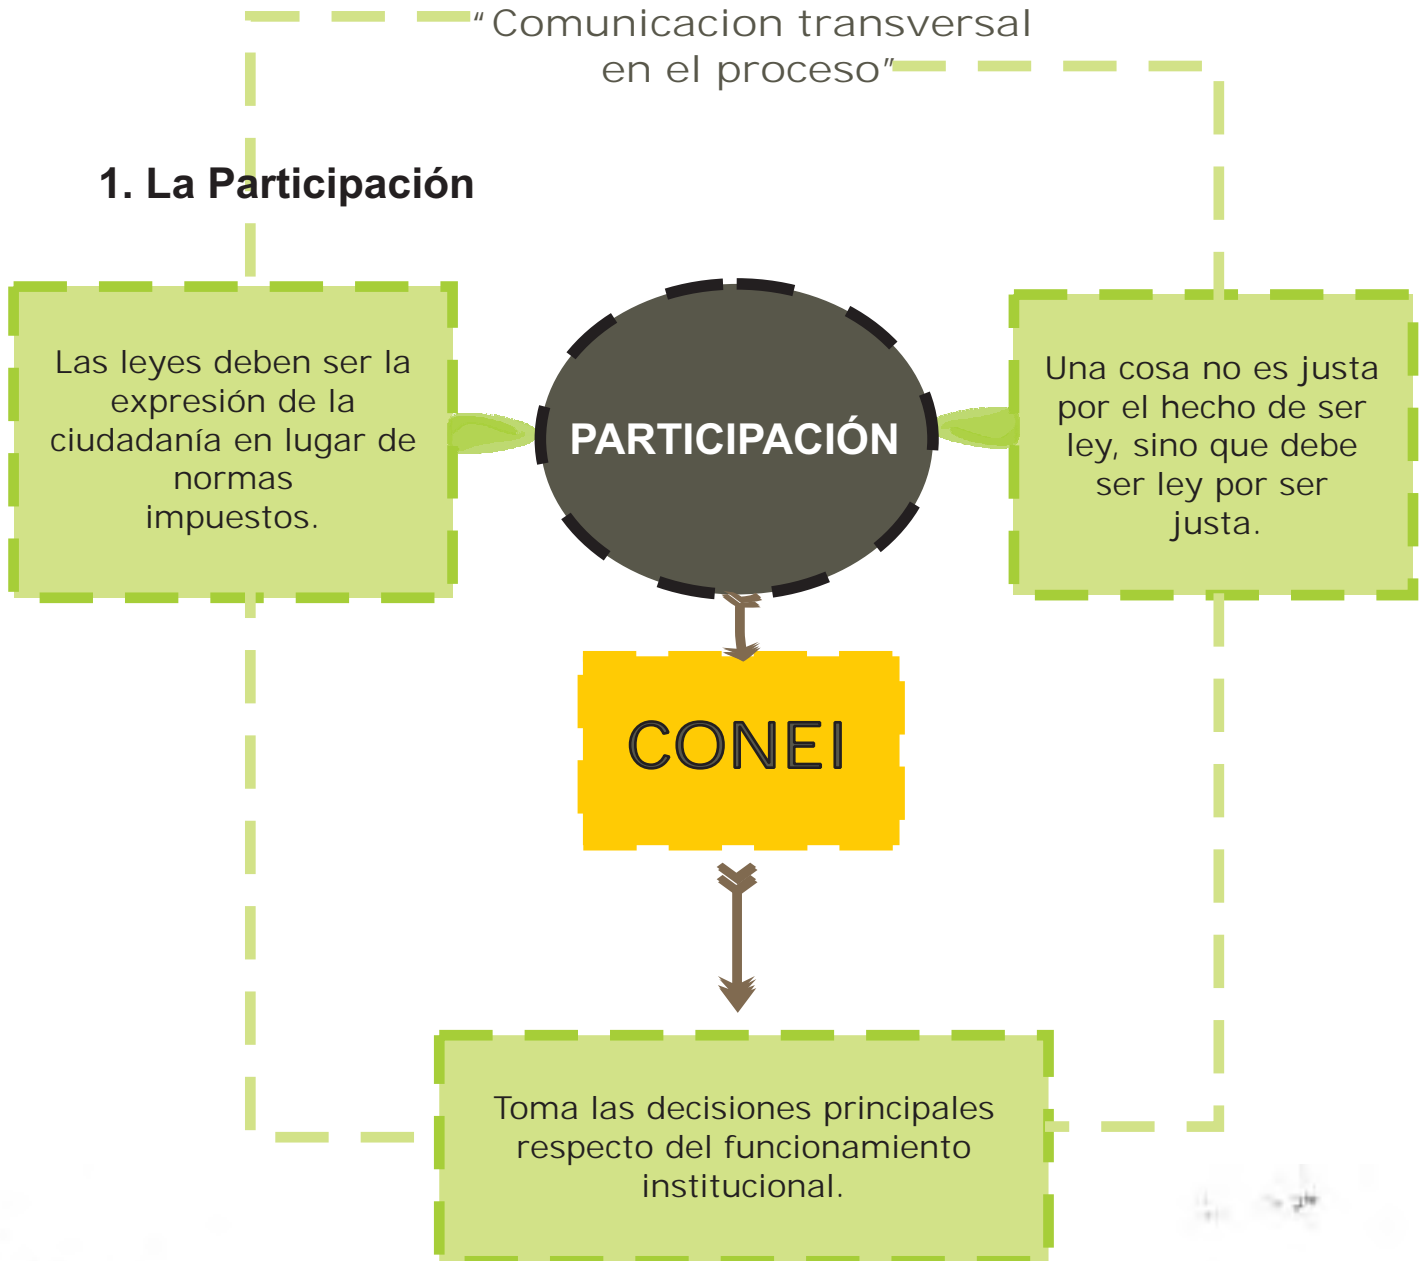 “Comunicacion transversal
en el proceso”
1. La Participación
Las leyes deben ser la
expresión de la
ciudadanía en lugar de
normas
impuestos.
PARTICIPACIÓN
Una cosa no es justa
por el hecho de ser
ley, sino que debe
ser ley por ser
justa.
CONEI
Toma las decisiones principales
respecto del funcionamiento
institucional.